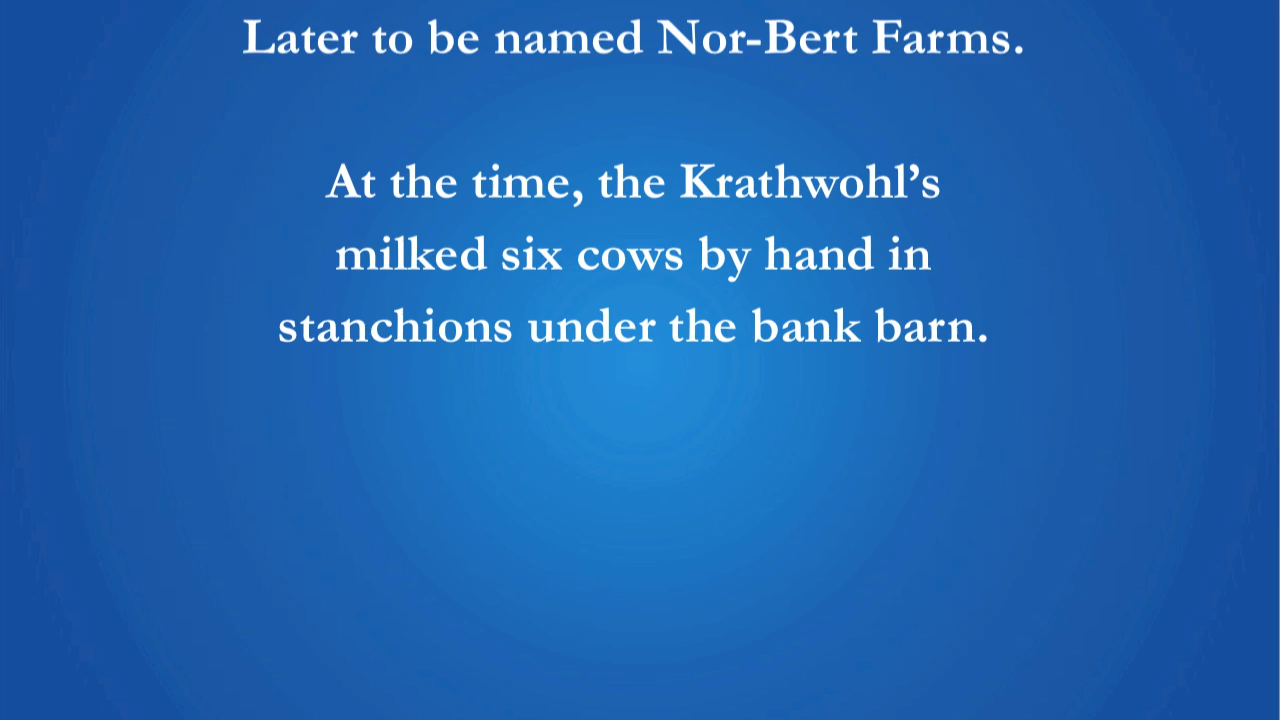 Later to be named Nor-Bert Farms.
At the time, the Krathwohl’s
milked six cows by hand in
stanchions under the bank barn.